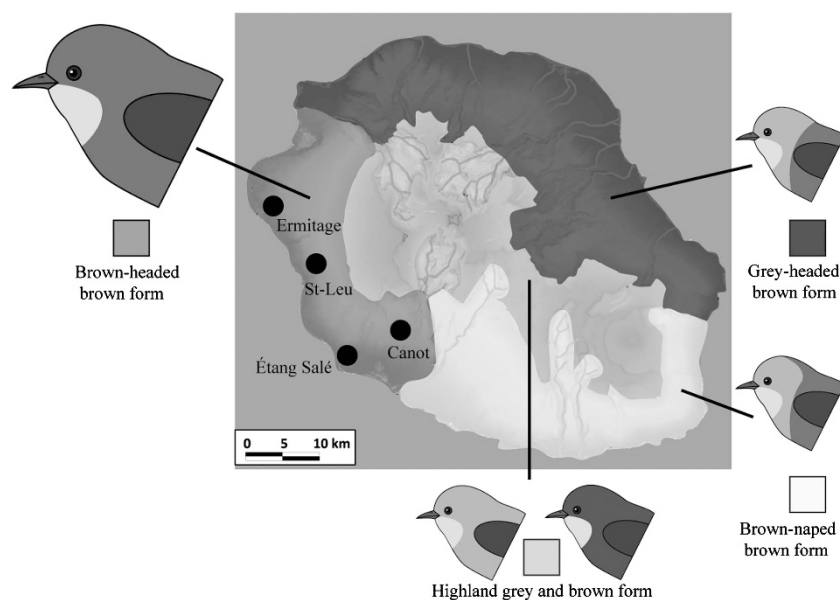 Ermitage
Brown-headed
brown form
St-Leu
Grey-headed
brown form
Canot
Étang Salé
0 5 10 km
Brown-naped
brown form
Highland grey and brown form